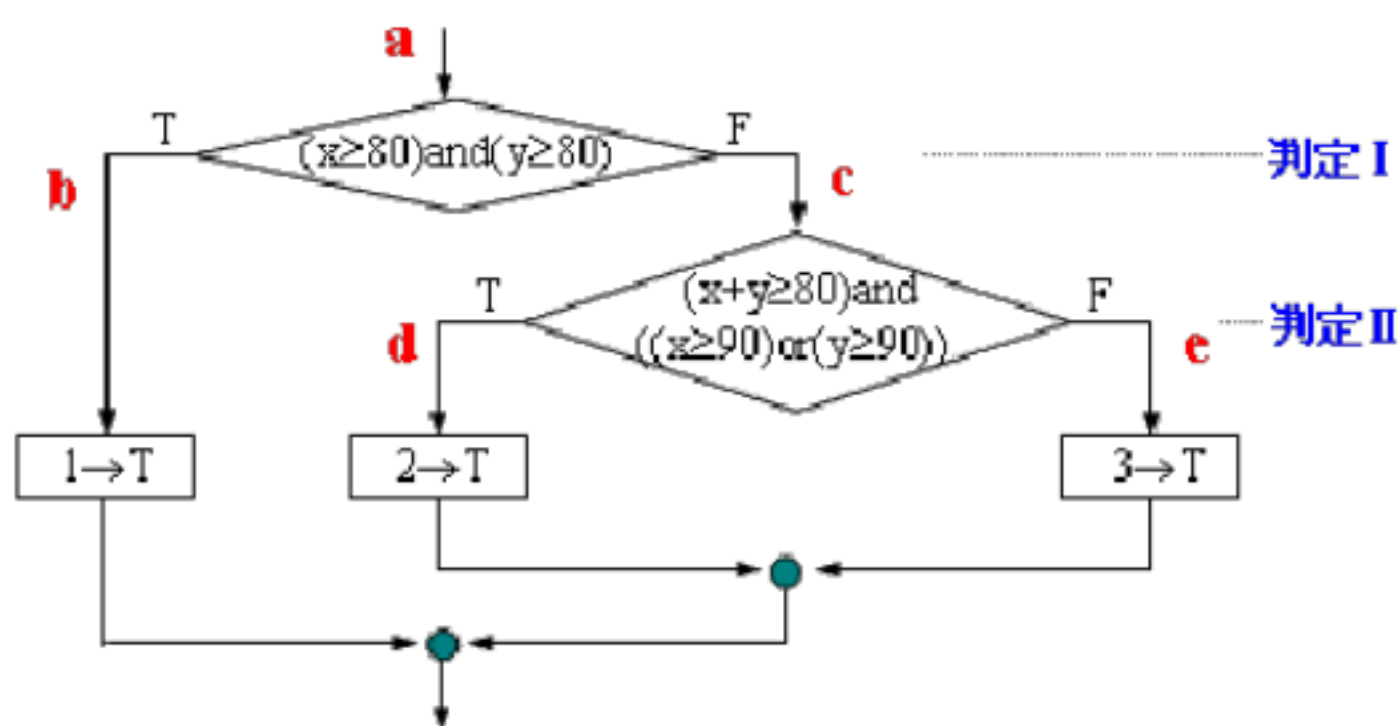 a
T
(x≥80)and(y≥80)
F
判定 I
b
c
T
(x+y≥80)and
((x≥90)or(y≥90))
F
判定 II
d
e
1→T
2→T
3→T